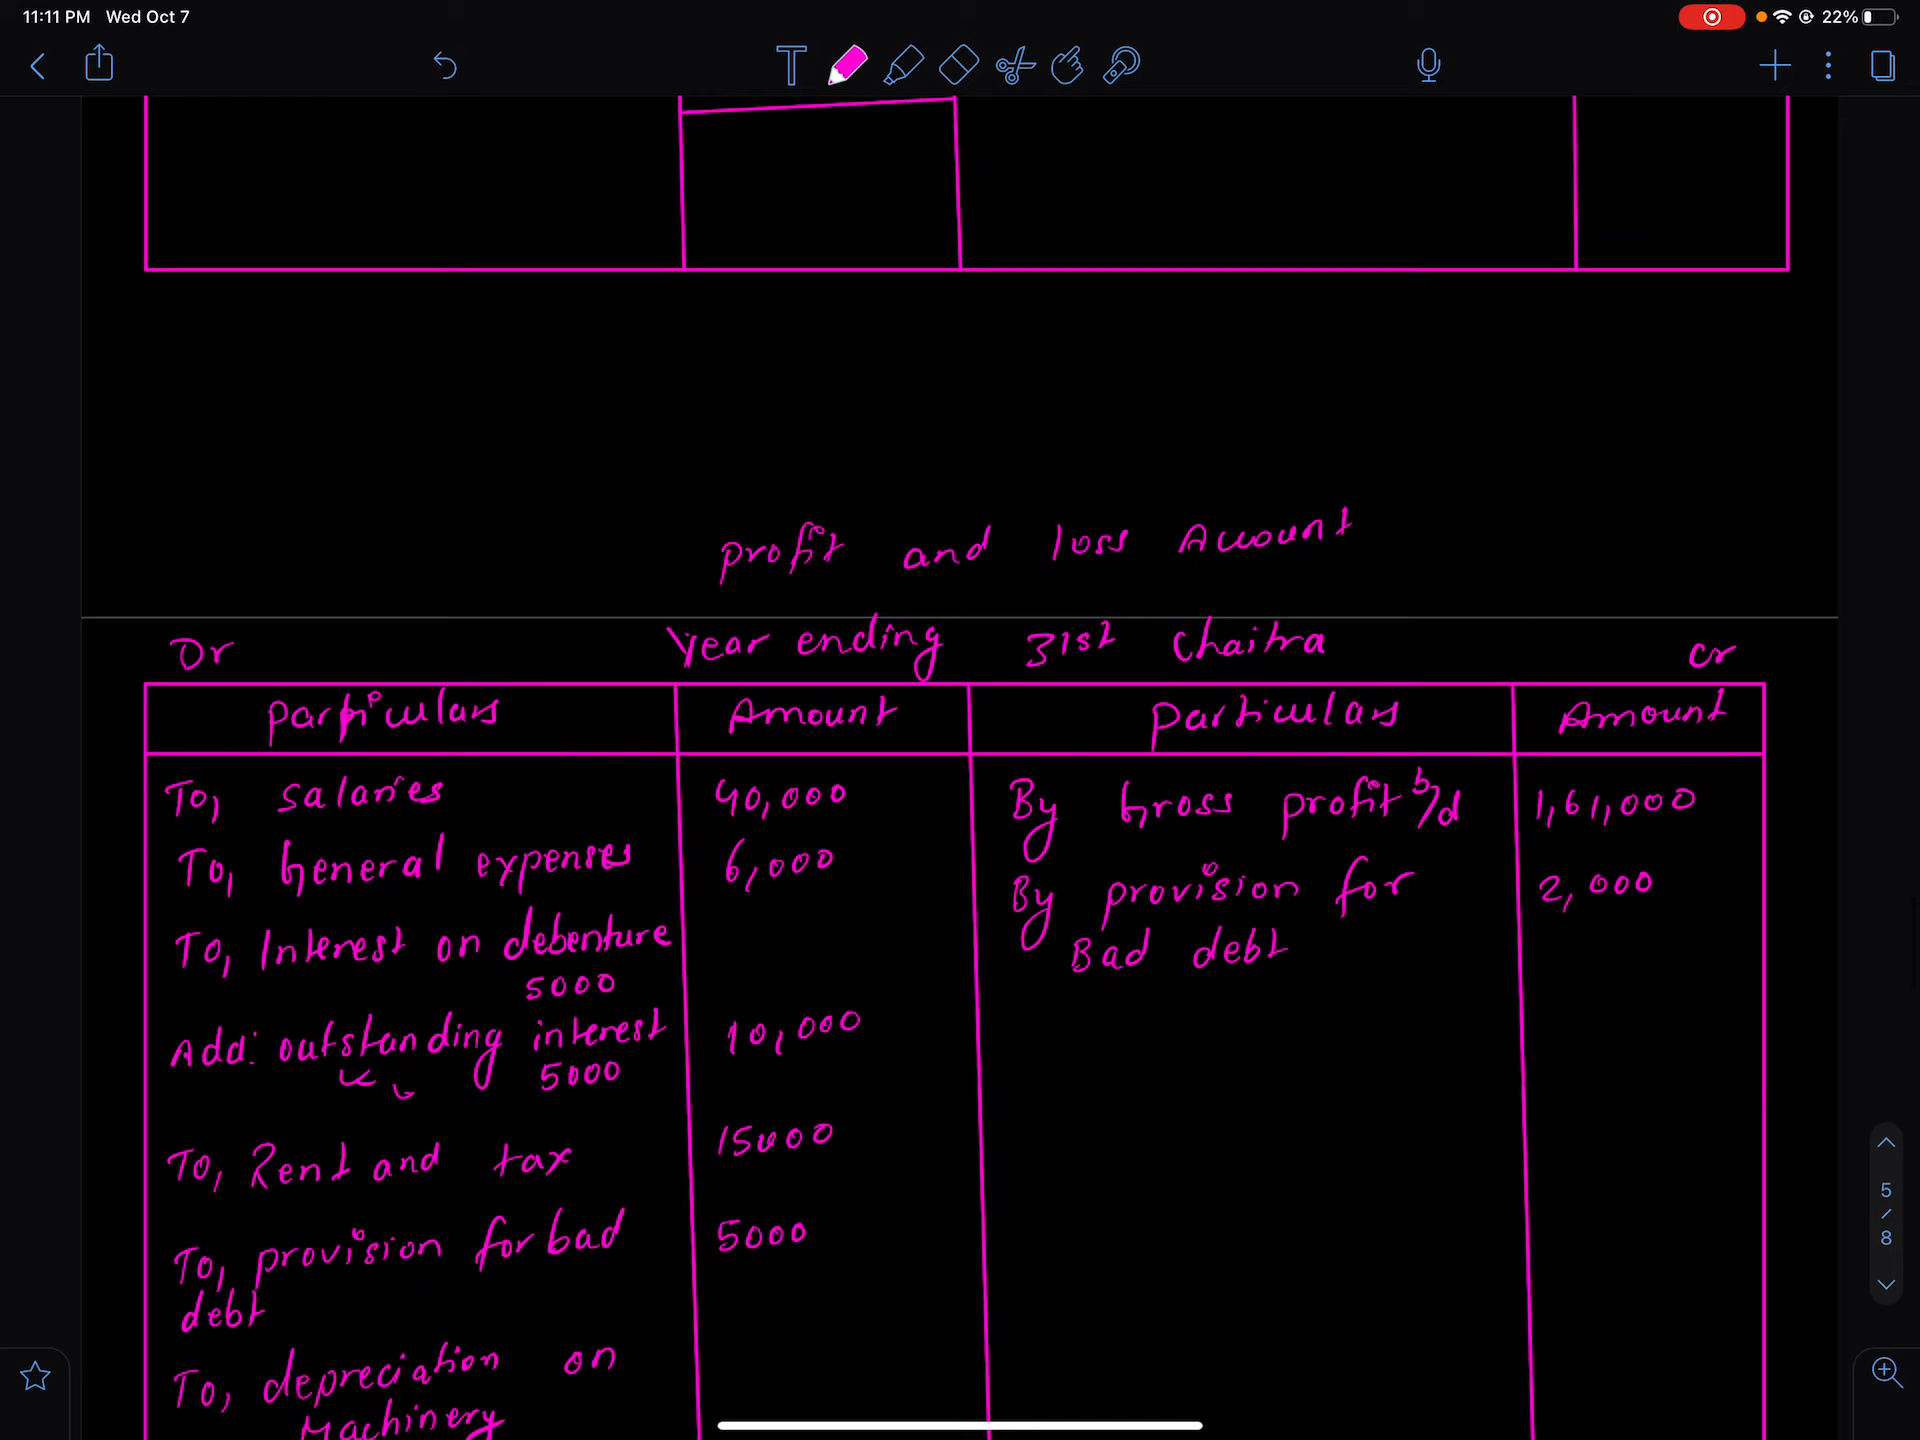 11:11 PM Wed Oct 7
22%
profit and loss Account
Dr Year ending 31st Chaitra cr
particulars Amount particulars Amount
To, salaries 40,000 By Gross profit b/d 1,61,000
To, General expenses 6,000 By provision for 2,000
Bad debt
To, Interest on debenture
5000
Add: outstanding interest 10,000
5000
To, Rent and tax 15000
To, provision for bad 5000
debt
To, depreciation on
Machinery
5
/
8